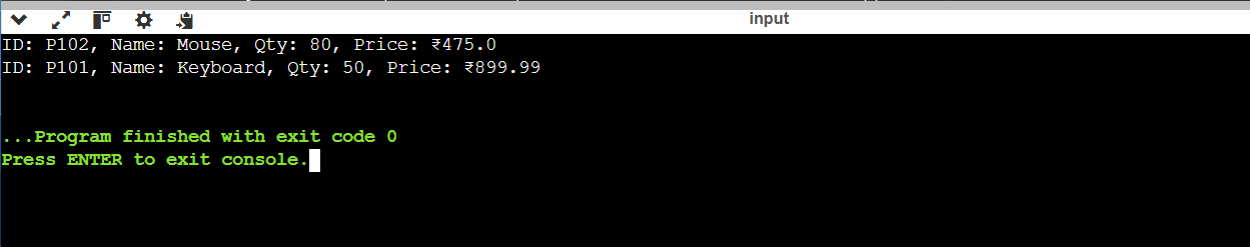 input
ID: P102, Name: Mouse, Qty: 80, Price: ₹475.0
ID: P101, Name: Keyboard, Qty: 50, Price: ₹899.99
...Program finished with exit code 0
Press ENTER to exit console.